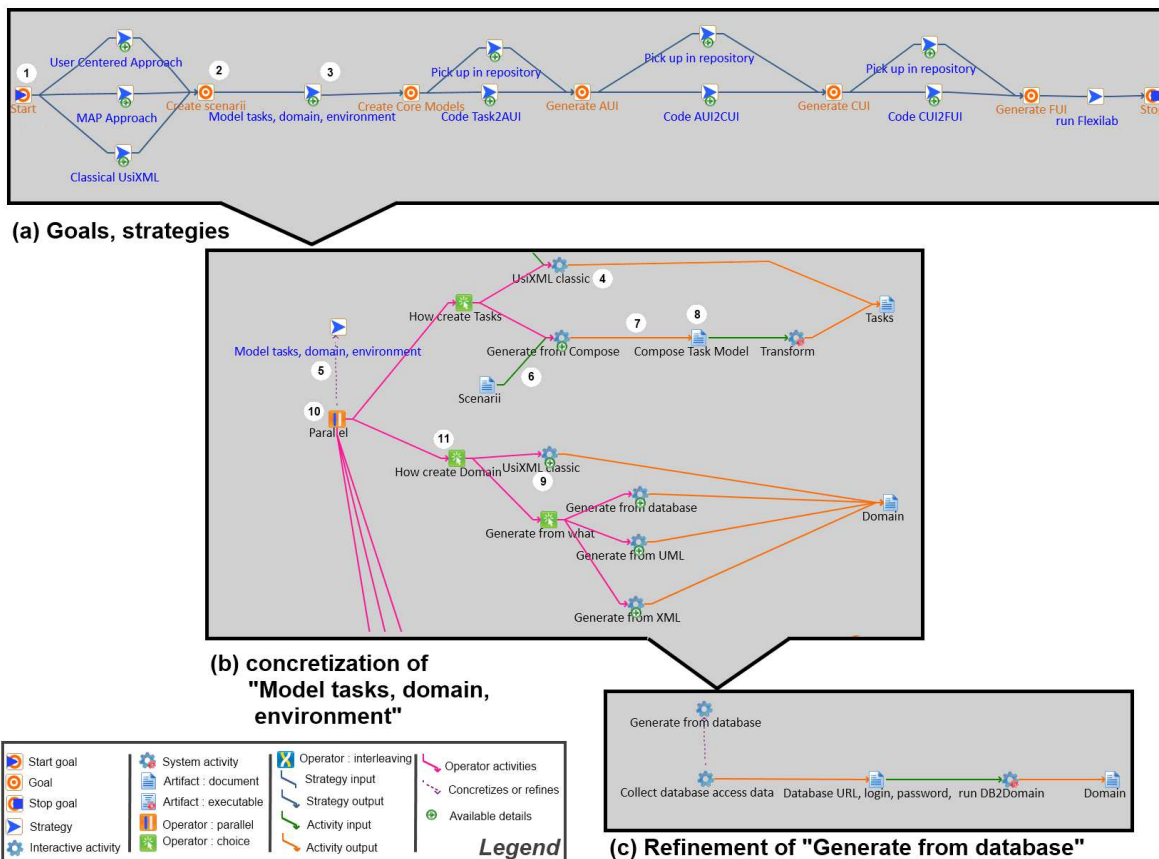 User Centered Approach
1
2
3
Pick up in repository
Pick up in repository
Pick up in repository
Start
MAP Approach
Create scenarii
Model tasks, domain, environment
Create Core Models
Code Task2AUI
Generate AUI
Code AUI2CUI
Generate CUI
Code CUI2FUI
Generate FUI
run Flexilab
Stop
Classical UsiXML
(a) Goals, strategies
UsiXML classic
4
How create Tasks
Tasks
7
8
Model tasks, domain, environment
Generate from Compose
Compose Task Model
Transform
5
6
Scenarii
10
Parallel
11
How create Domain
UsiXML classic
9
Generate from database
Domain
Generate from what
Generate from UML
Generate from XML
(b) concretization of
"Model tasks, domain,
environment"
Generate from database
Collect database access data
Database URL, login, password,
run DB2Domain
Domain
(c) Refinement of "Generate from database"
Start goal
Goal
Stop goal
Strategy
Interactive activity
System activity
Artifact : document
Artifact : executable
Operator : parallel
Operator : choice
Operator : interleaving
Strategy input
Strategy output
Activity input
Activity output
Operator activities
Concretizes or refines
Available details
Legend